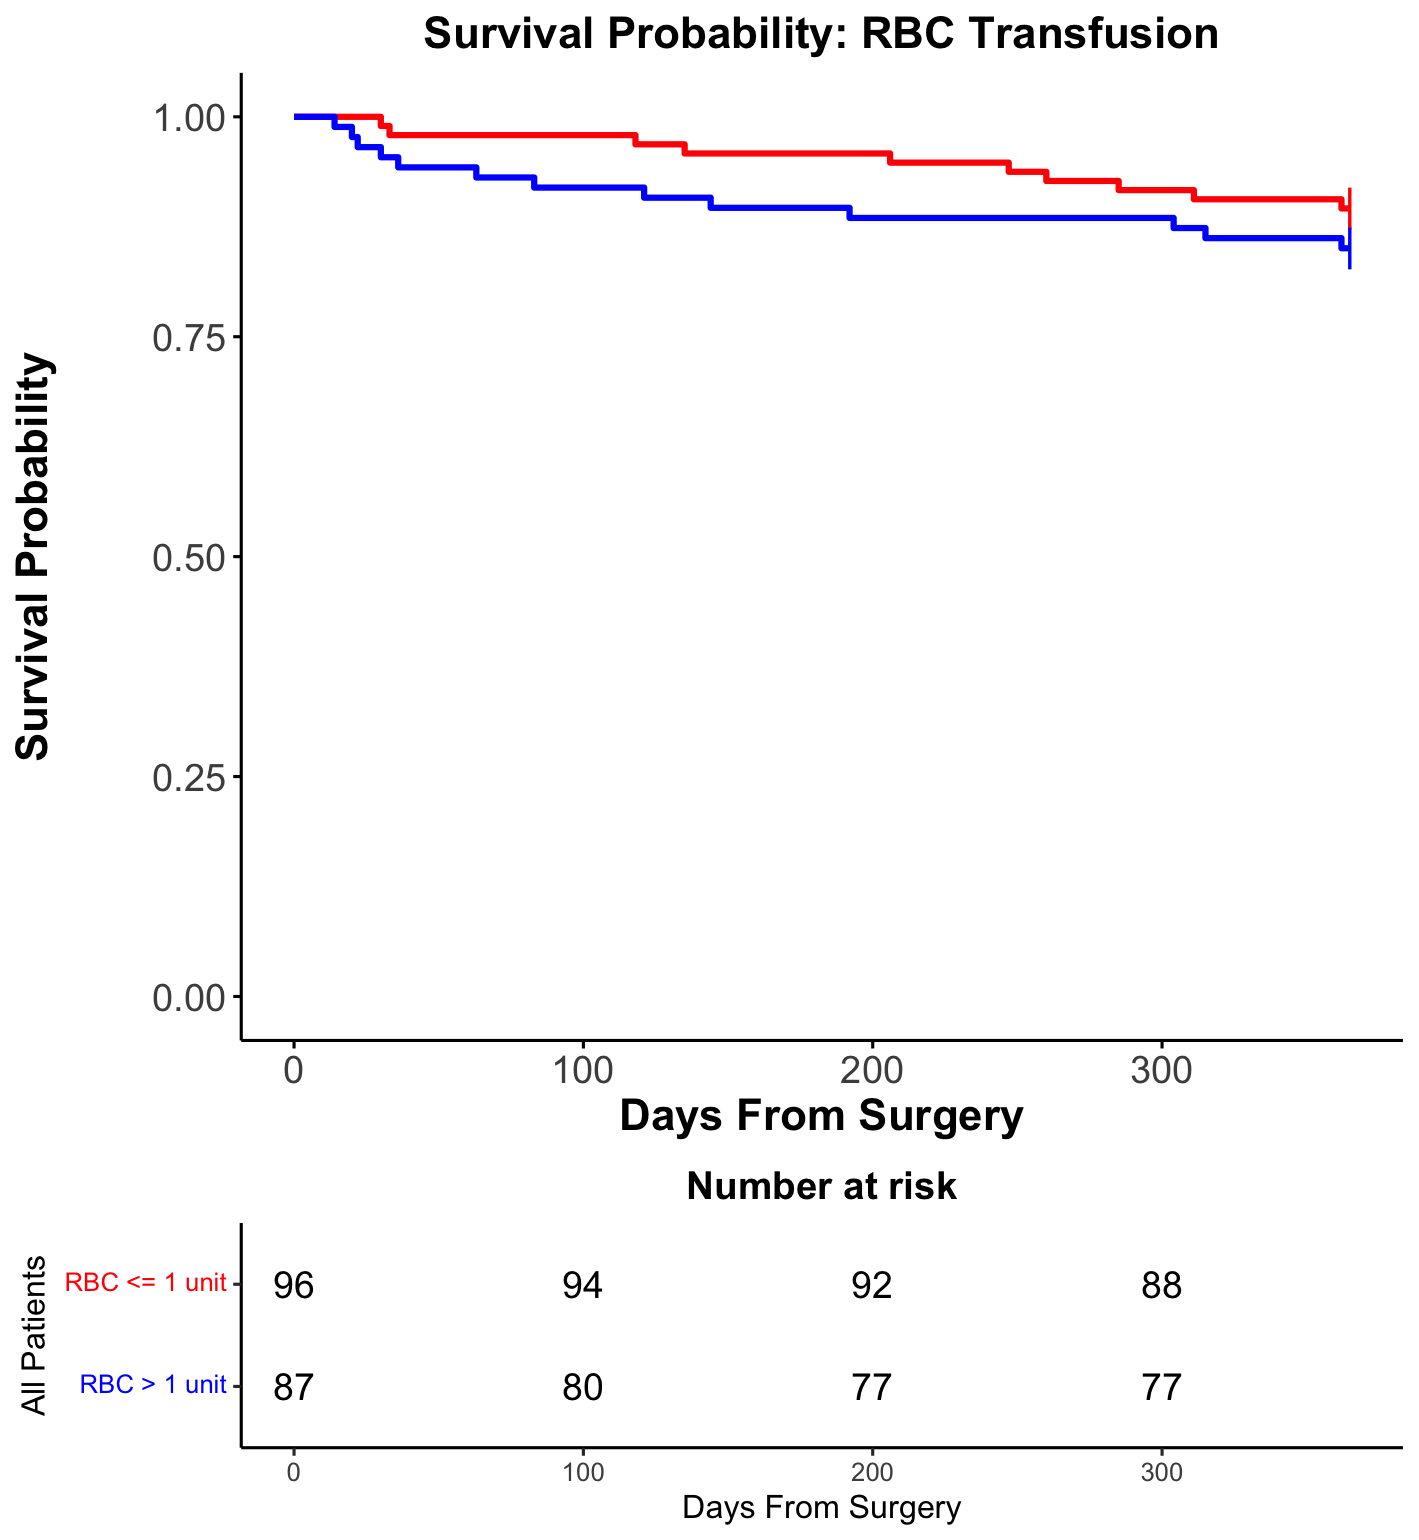 Survival Probability: RBC Transfusion
Survival Probability
1.00
0.75
0.50
0.25
0.00
0 100 200 300
Days From Surgery
Number at risk
All Patients
RBC <= 1 unit 96 94 92 88
RBC > 1 unit 87 80 77 77
0 100 200 300
Days From Surgery